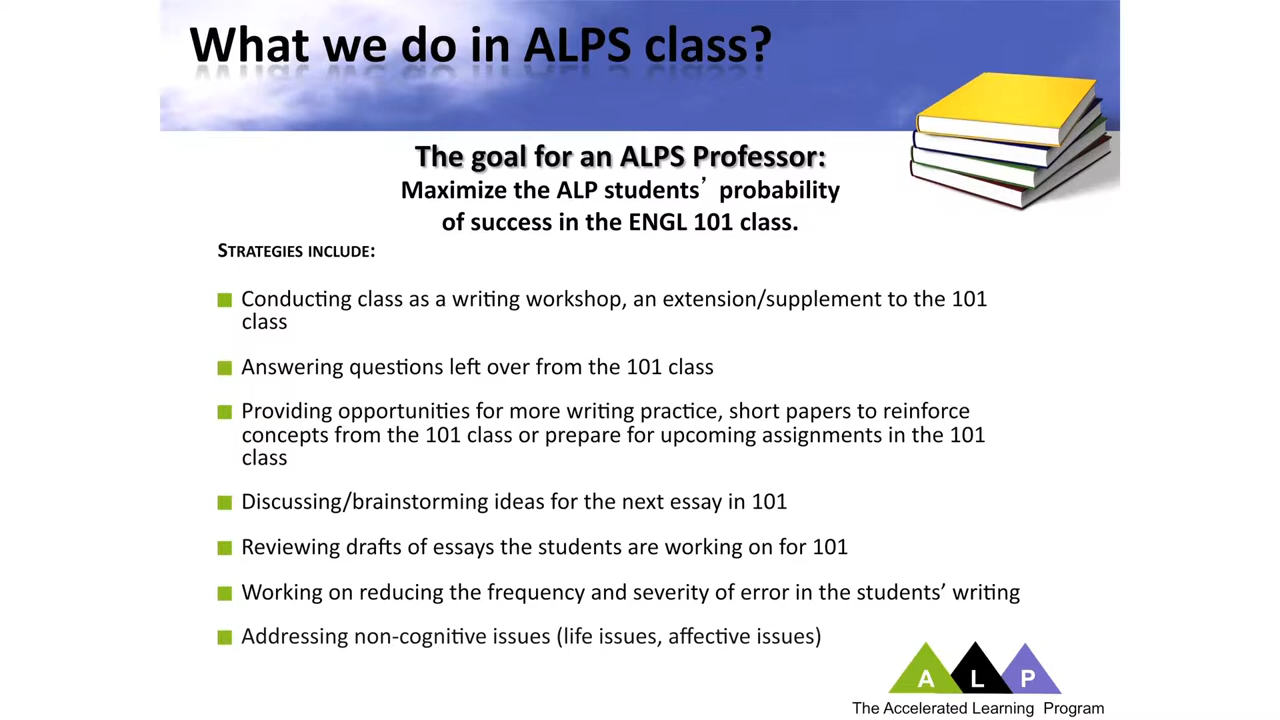 What we do in ALPS class?
The goal for an ALPS Professor:
Maximize the ALP students’ probability
of success in the ENGL 101 class.
STRATEGIES INCLUDE:
Conducting class as a writing workshop, an extension/supplement to the 101
class
Answering questions left over from the 101 class
Providing opportunities for more writing practice, short papers to reinforce
concepts from the 101 class or prepare for upcoming assignments in the 101
class
Discussing/brainstorming ideas for the next essay in 101
Reviewing drafts of essays the students are working on for 101
Working on reducing the frequency and severity of error in the students’ writing
Addressing non-cognitive issues (life issues, affective issues)
A L P
The Accelerated Learning Program